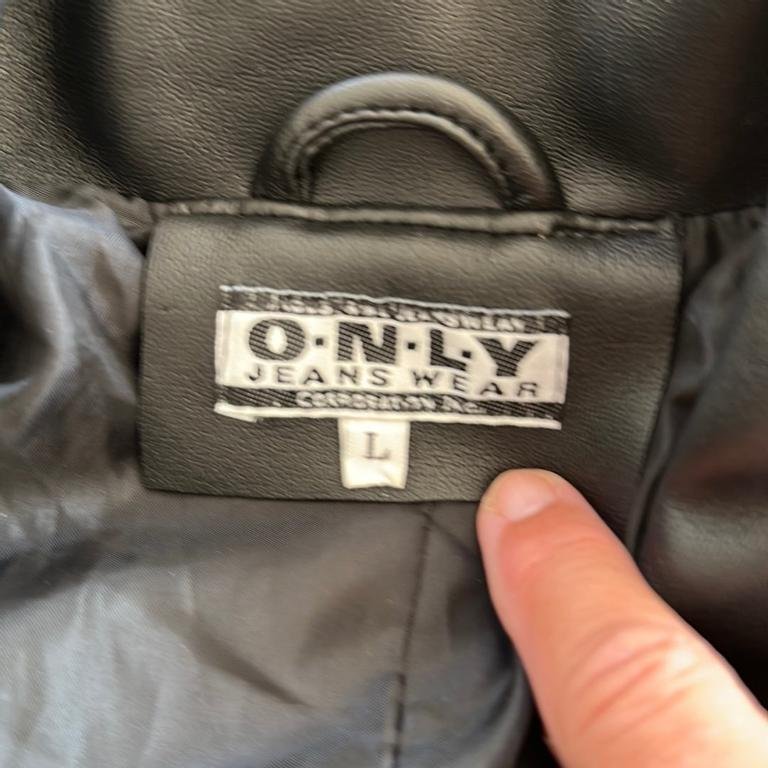 O·N·L·Y
JEANS WEAR
CORPORATION INC.
L